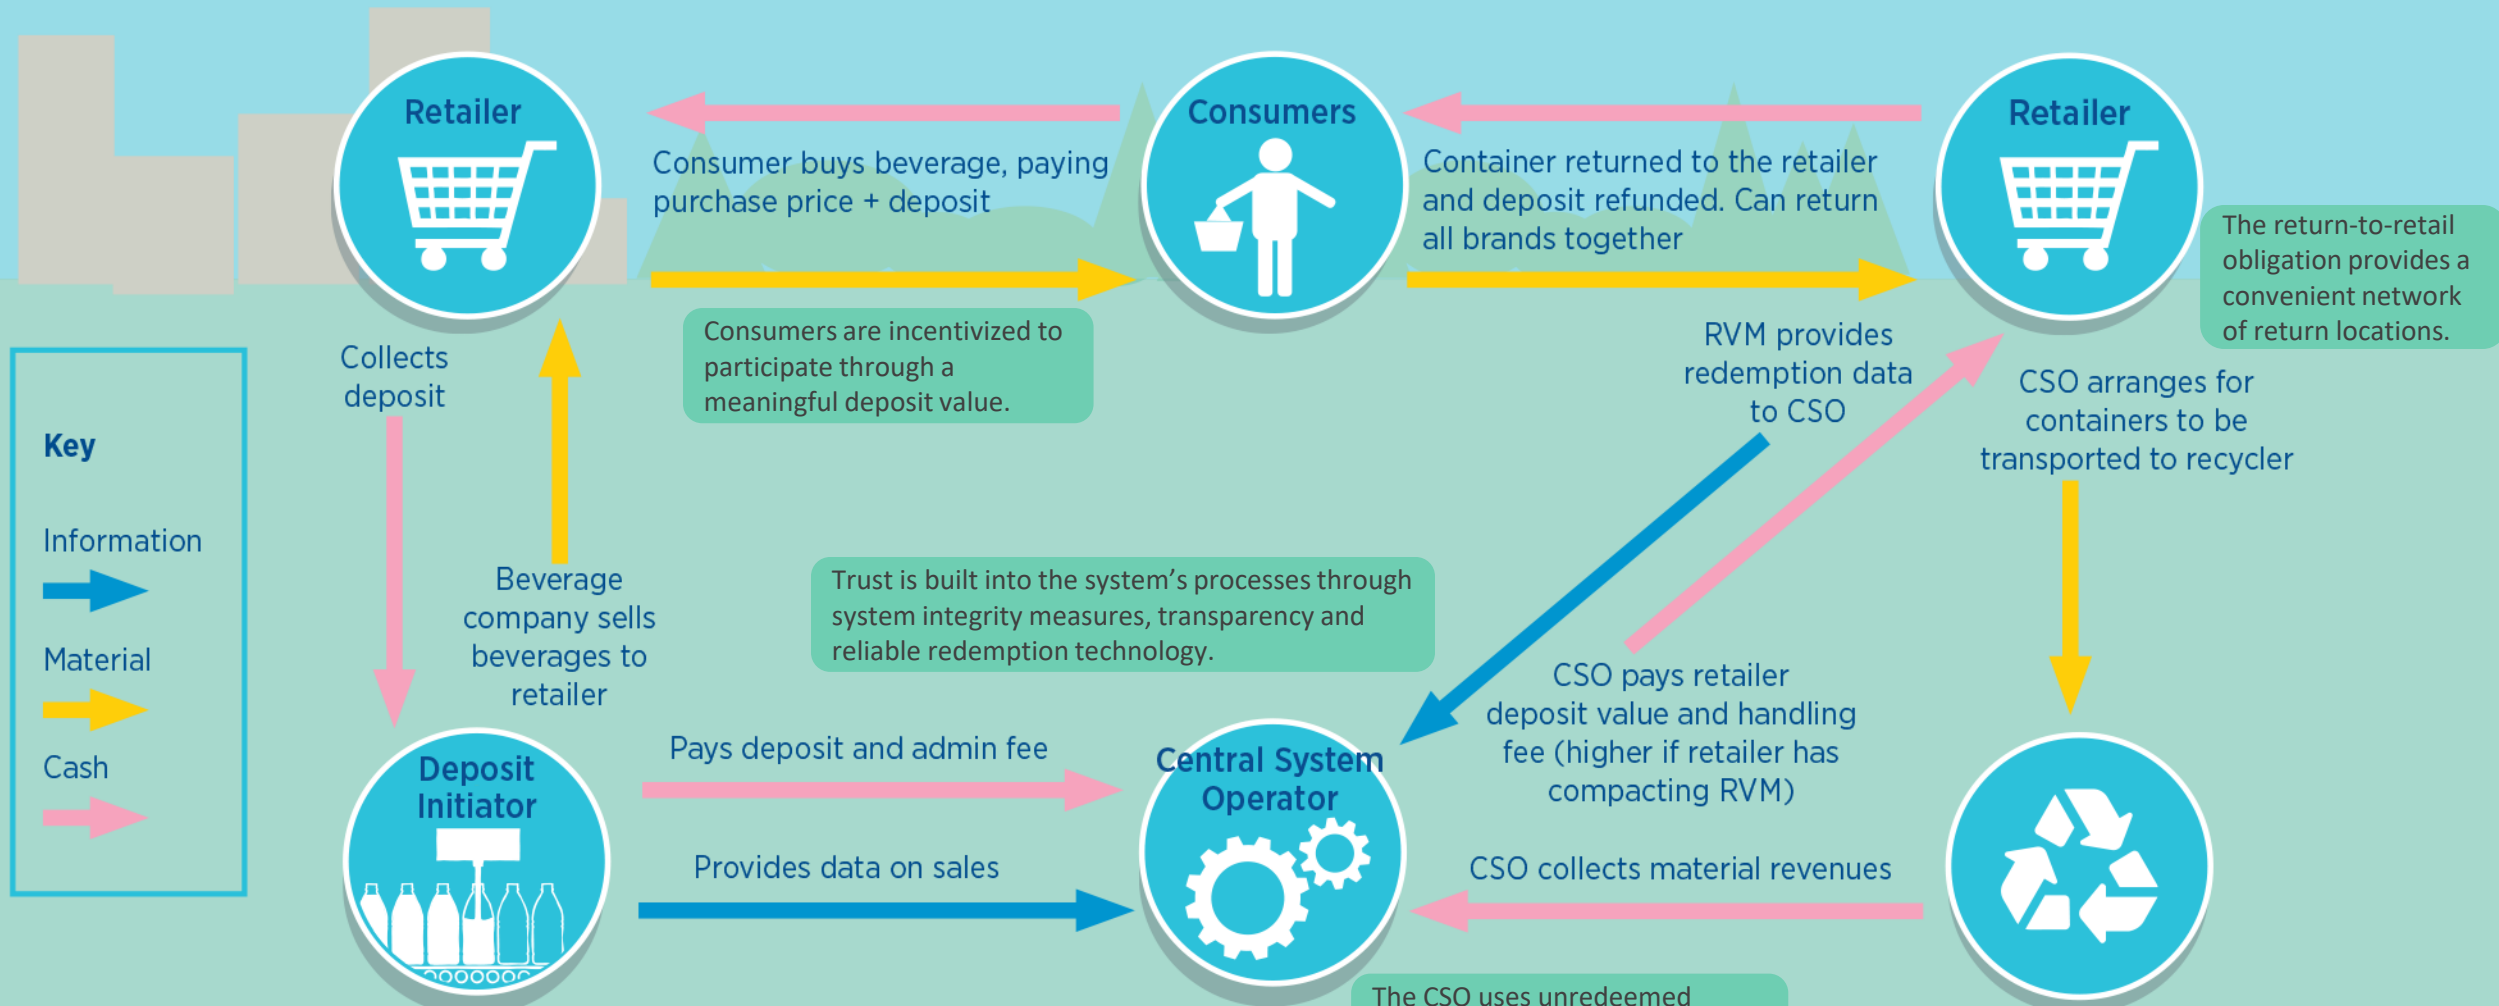 Retailer
Consumer buys beverage, paying
purchase price + deposit
Consumers
Container returned to the retailer
and deposit refunded. Can return
all brands together
Retailer
The return-to-retail
obligation provides a
convenient network
of return locations.
Consumers are incentivized to
participate through a
meaningful deposit value.
Collects
deposit
RVM provides
redemption data
to CSO
CSO arranges for
containers to be
transported to recycler
Key
Information
Material
Cash
Beverage
company sells
beverages to
retailer
Trust is built into the system’s processes through
system integrity measures, transparency and
reliable redemption technology.
CSO pays retailer
deposit value and handling
fee (higher if retailer has
compacting RVM)
Deposit
Initiator
Pays deposit and admin fee
Provides data on sales
Central System
Operator
CSO collects material revenues
The CSO uses unredeemed